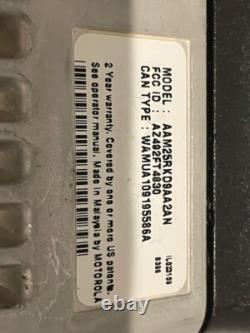 MODEL: AAM25RKD9AA2AN
FCC ID: AZ492FT4830
CAN TYPE: WAMUA109195586A
2 Year warranty. Covered by one or more US patents.
See operator manual. Made in Malaysia by MOTOROLA